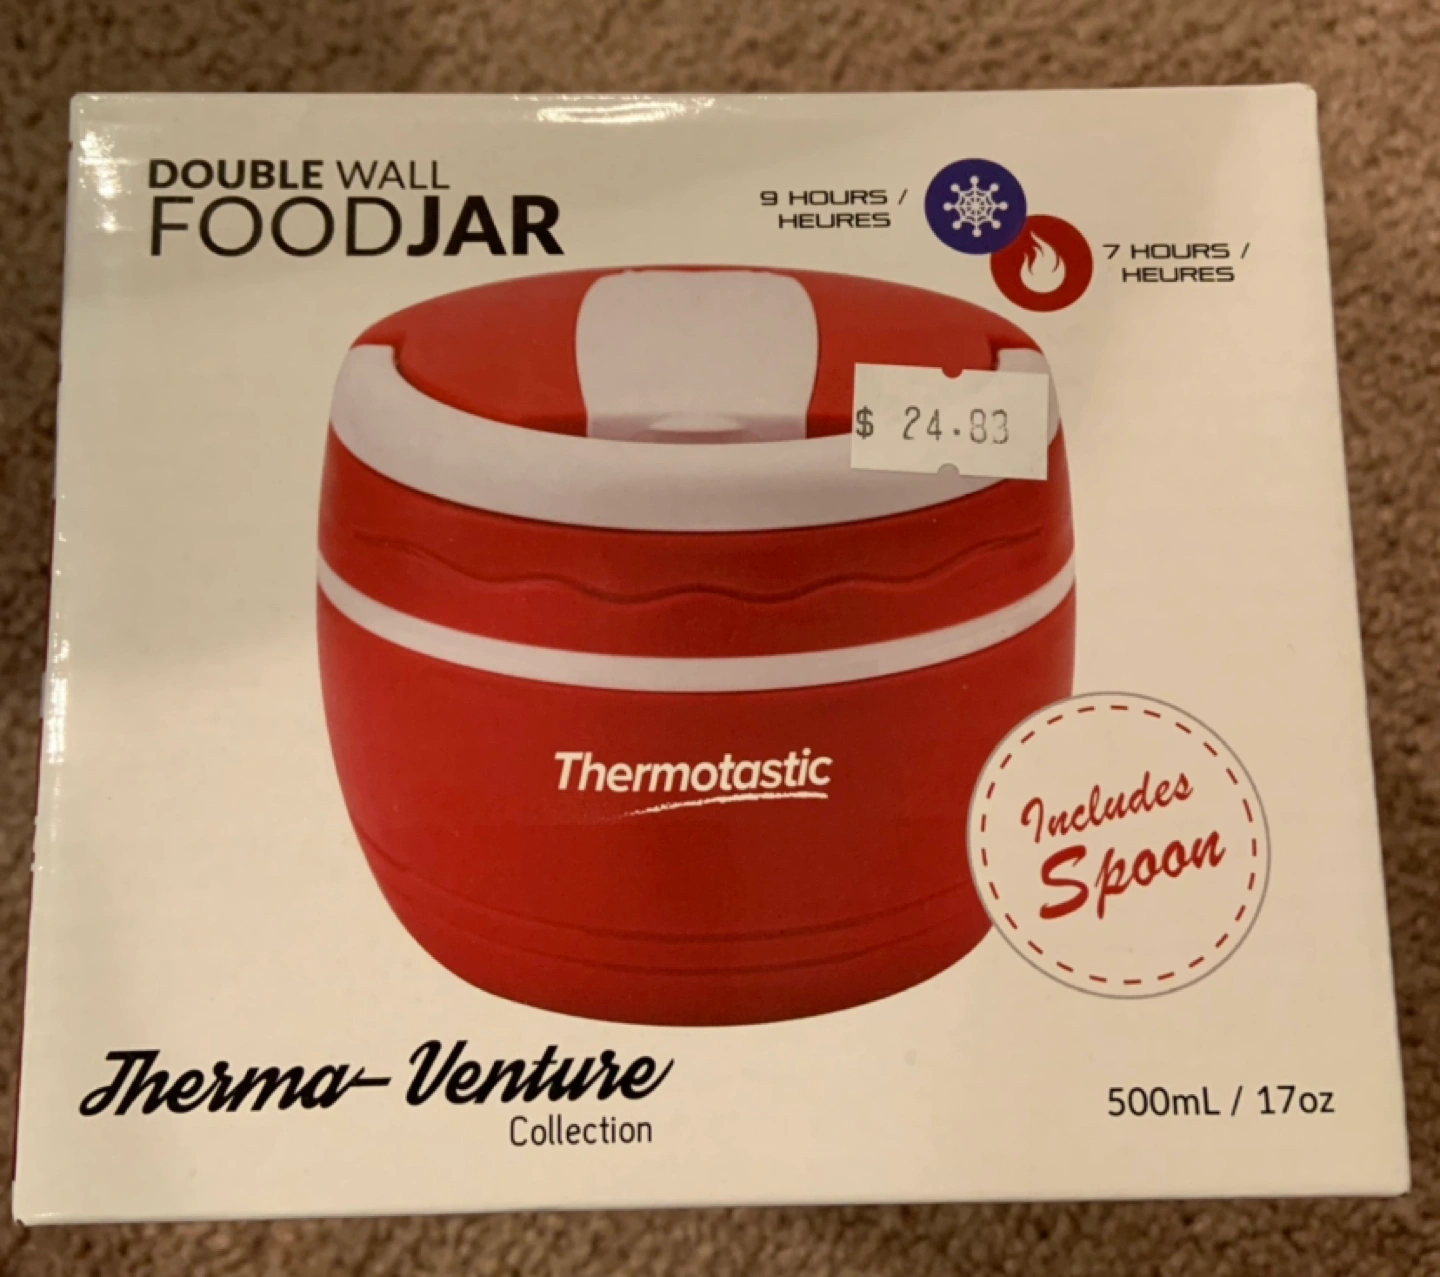 DOUBLE WALL
FOODJAR
9 HOURS /
HEURES
7 HOURS /
HEURES
$ 24.83
Thermotastic
Includes
Spoon
Therma-Venture
Collection
500mL / 17oz